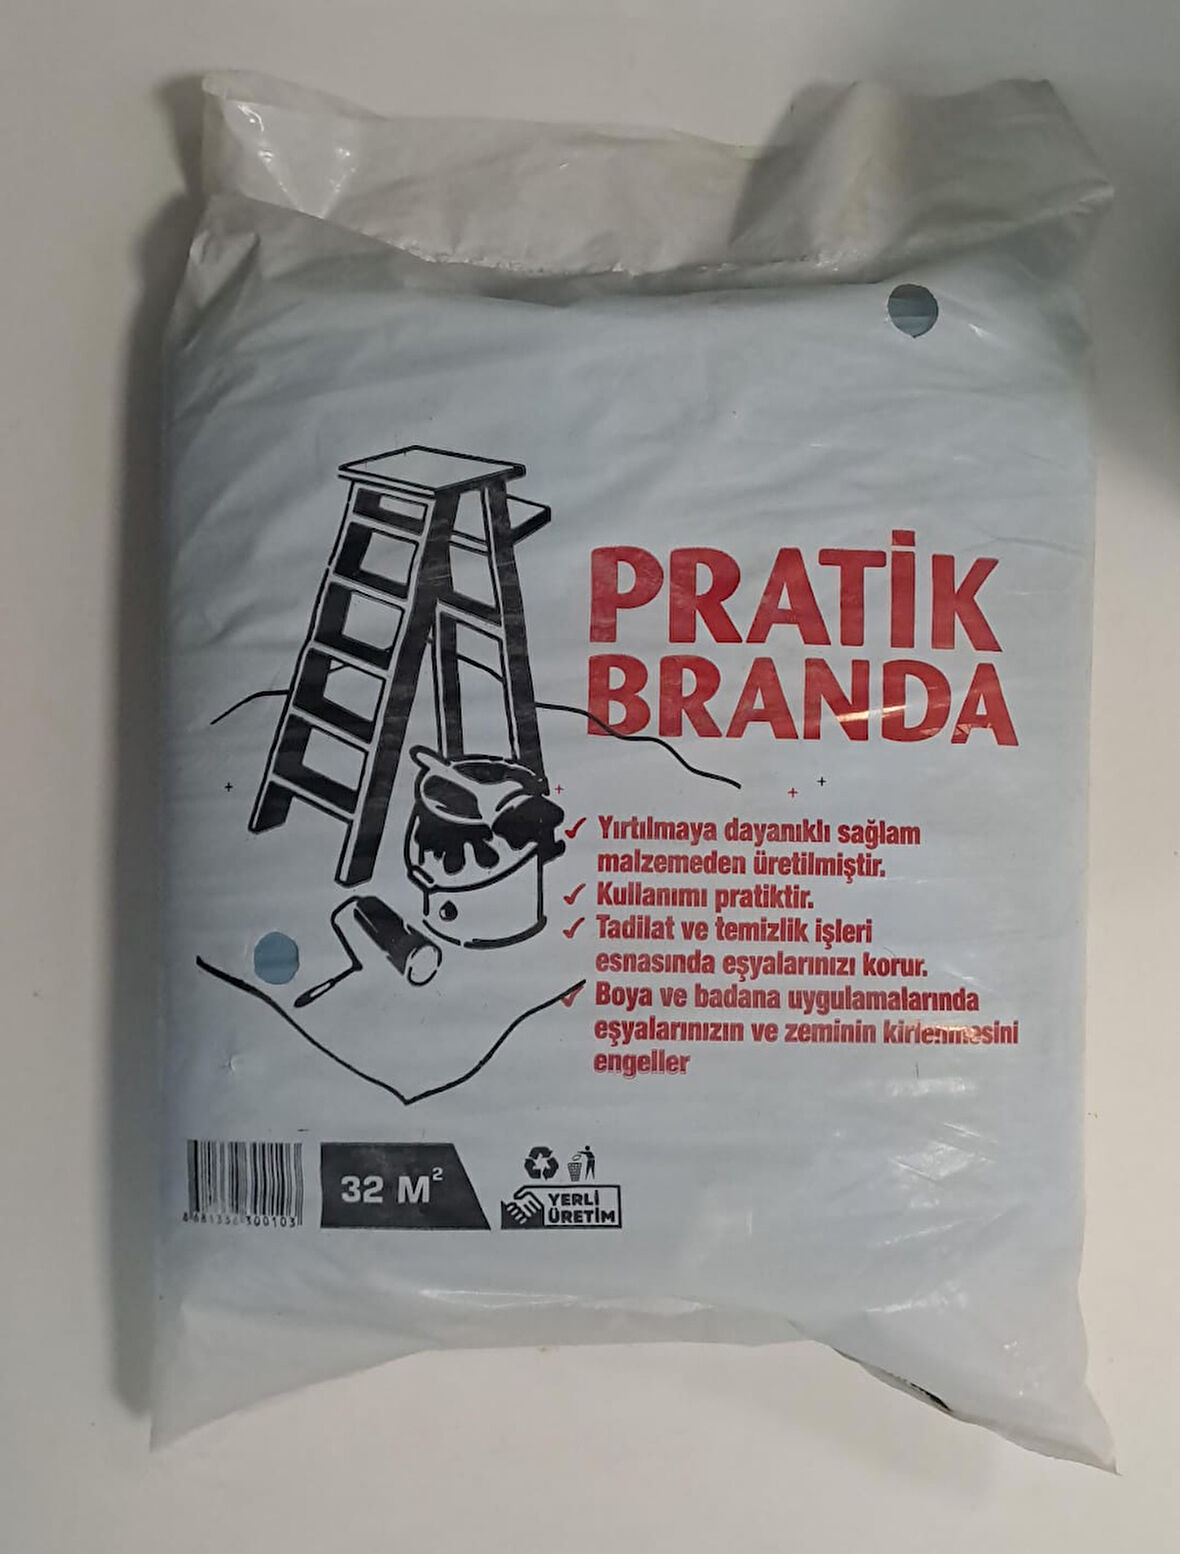 PRATİK
BRANDA
Yırtılmaya dayanıklı sağlam
malzemeden üretilmiştir.
Kullanımı pratiktir.
Tadilat ve temizlik işleri
esnasında eşyalarınızı korur.
Boya ve badana uygulamalarında
eşyalarınızın ve zeminin kirlenmesini
engeller
32 M²
YERLİ
ÜRETİM